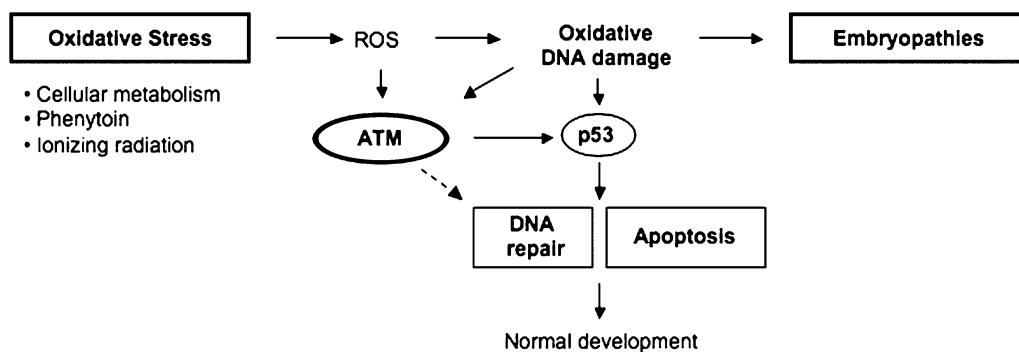 Oxidative Stress
ROS
Oxidative
DNA damage
Embryopathies
• Cellular metabolism
• Phenytoin
• Ionizing radiation
ATM
p53
DNA
repair
Apoptosis
Normal development